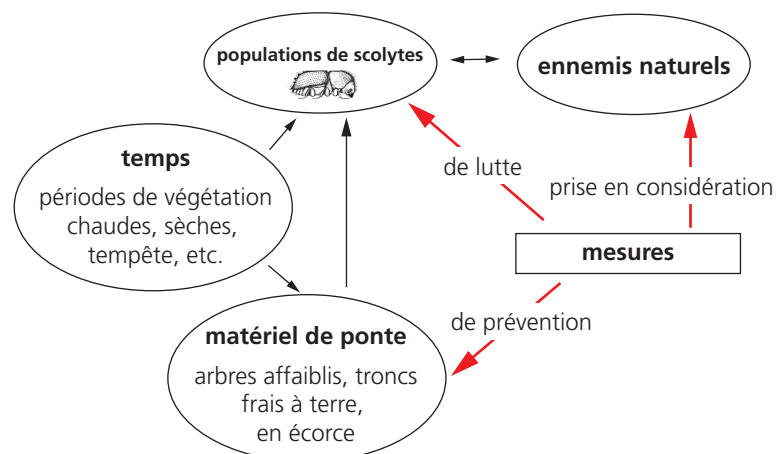 populations de scolytes
ennemis naturels
temps
périodes de végétation
chaudes, sèches,
tempête, etc.
de lutte
prise en considération
mesures
de prévention
matériel de ponte
arbres affaiblis, troncs
frais à terre,
en écorce